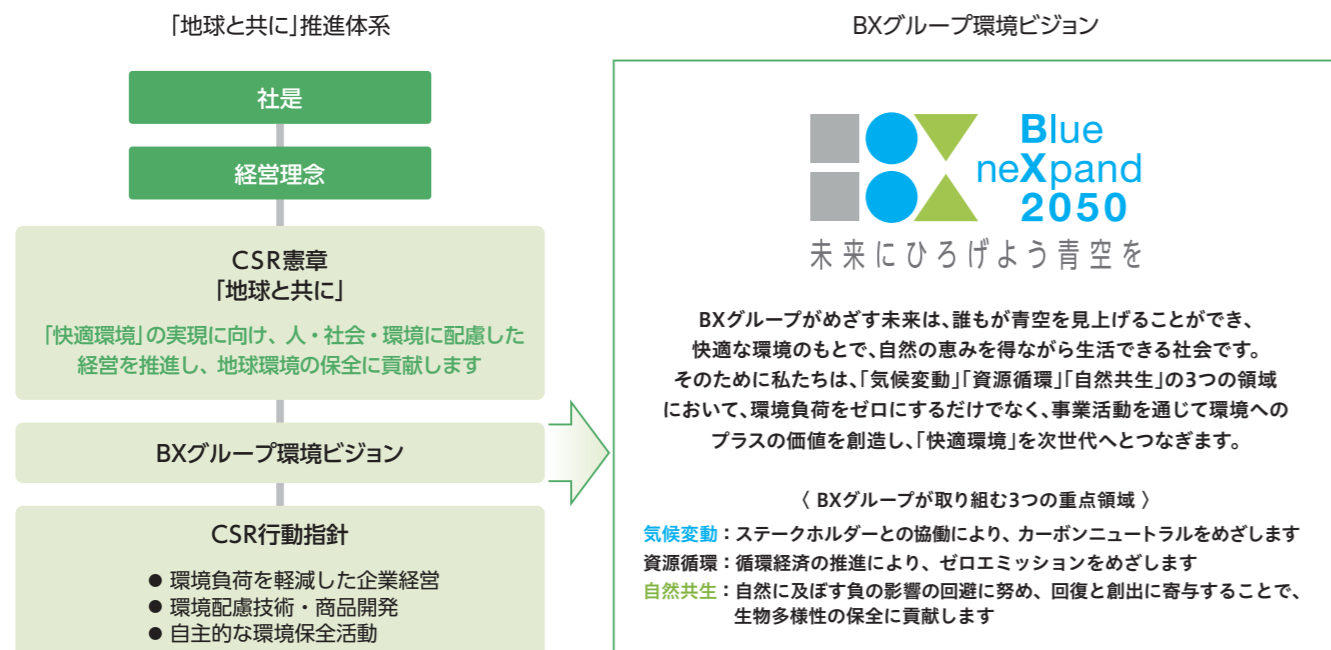 「地球と共に」推進体系
社是
経営理念
CSR憲章
「地球と共に」
「快適環境」の実現に向け、人・社会・環境に配慮した
経営を推進し、地球環境の保全に貢献します
BXグループ環境ビジョン
CSR行動指針
● 環境負荷を軽減した企業経営
● 環境配慮技術・商品開発
● 自主的な環境保全活動
BXグループ環境ビジョン
Blue
neXpand
2050
未来にひろげよう青空を
BXグループがめざす未来は、誰もが青空を見上げることができ、
快適な環境のもとで、自然の恵みを得ながら生活できる社会です。
そのために私たちは、「気候変動」「資源循環」「自然共生」の3つの領域
において、環境負荷をゼロにするだけでなく、事業活動を通じて環境への
プラスの価値を創造し、「快適環境」を次世代へとつなぎます。
〈 BXグループが取り組む3つの重点領域 〉
気候変動：ステークホルダーとの協働により、カーボンニュートラルをめざします
資源循環：循環経済の推進により、ゼロエミッションをめざします
自然共生：自然に及ぼす負の影響の回避に努め、回復と創出に寄与することで、
生物多様性の保全に貢献します